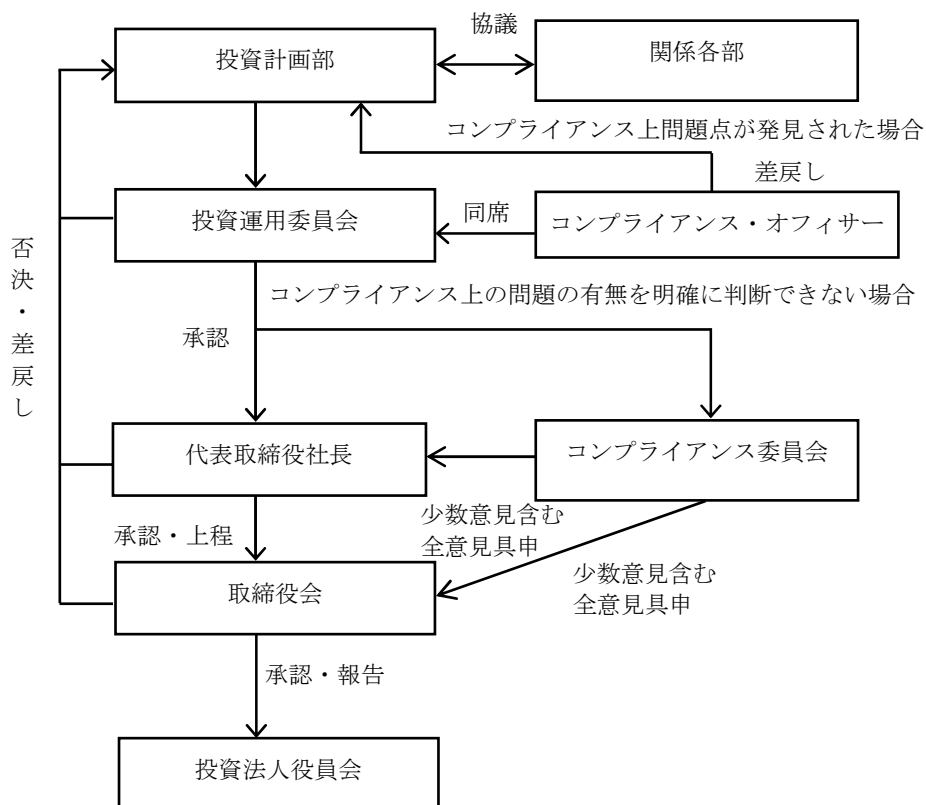 協議
投資計画部
関係各部
コンプライアンス上問題点が発見された場合
差戻し
投資運用委員会
同席
コンプライアンス・オフィサー
否決・差戻し
コンプライアンス上の問題の有無を明確に判断できない場合
承認
代表取締役社長
コンプライアンス委員会
少数意見含む
全意見具申
承認・上程
少数意見含む
全意見具申
取締役会
承認・報告
投資法人役員会